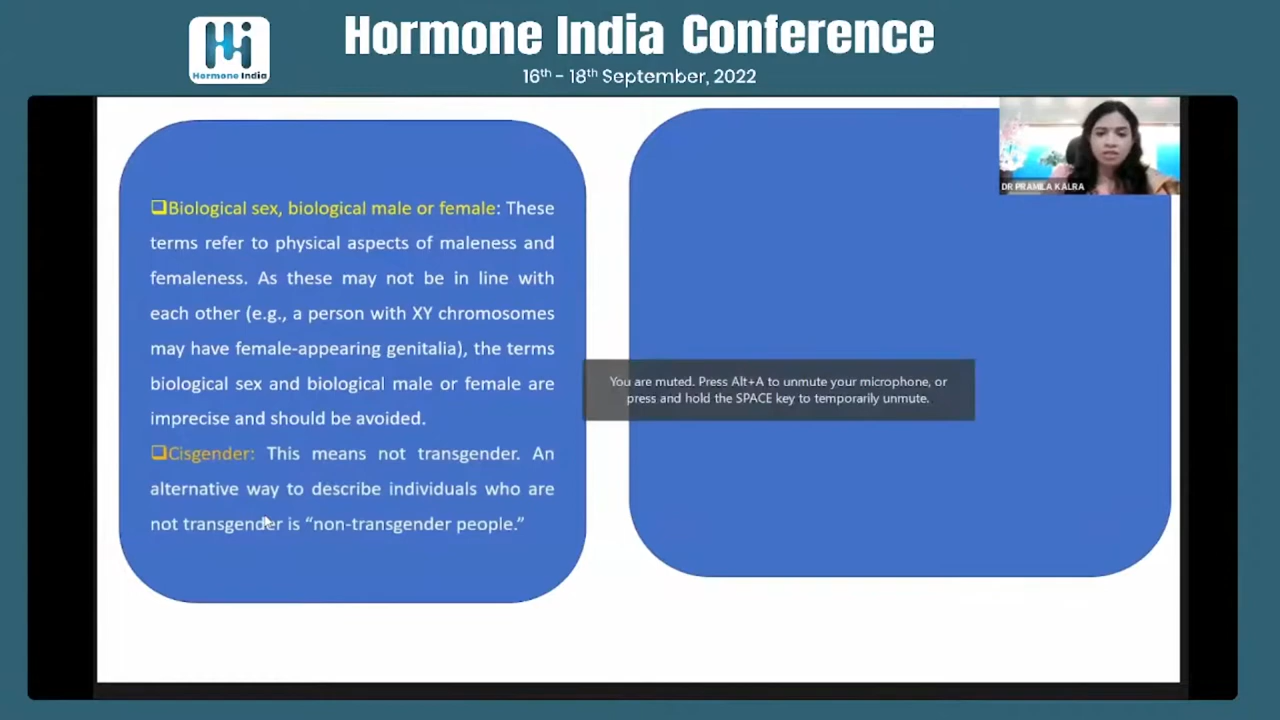 Hormone India Conference
16th - 18th September, 2022
Hormone India
❑Biological sex, biological male or female: These
terms refer to physical aspects of maleness and
femaleness. As these may not be in line with
each other (e.g., a person with XY chromosomes
may have female-appearing genitalia), the terms
biological sex and biological male or female are
imprecise and should be avoided.
❑Cisgender: This means not transgender. An
alternative way to describe individuals who are
not transgender is “non-transgender people.”
You are muted. Press Alt+A to unmute your microphone, or
press and hold the SPACE key to temporarily unmute.
DR PRAMILA KALRA